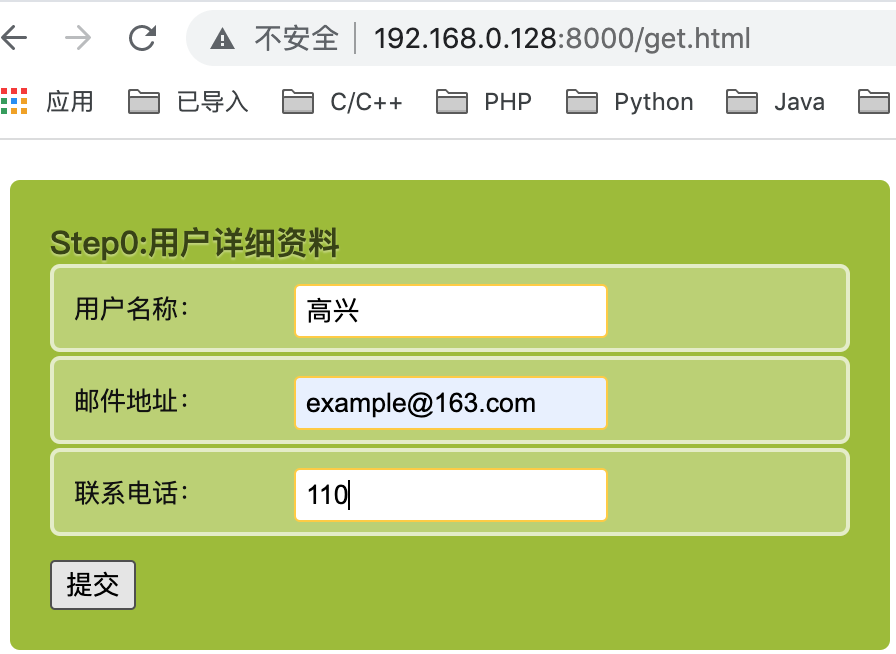 不安全 192.168.0.128:8000/get.html
应用 已导入 C/C++ PHP Python Java
Step0:用户详细资料
用户名称： 高兴
邮件地址： example@163.com
联系电话： 110
提交